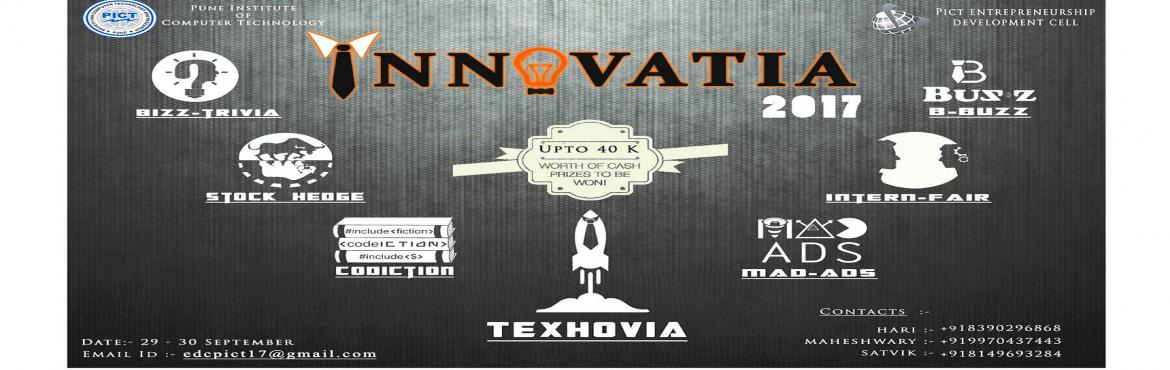 PUNE INSTITUTE
OF
COMPUTER TECHNOLOGY
PICT
PICT ENTREPRENEURSHIP
DEVELOPMENT CELL
INNOVATIA
2017
BIZZ-TRIVIA
B
BUZZ
B-BUZZ
STOCK HEDGE
UPTO 40 K
WORTH OF CASH
PRIZES TO BE
WON!
INTERN-FAIR
#include<fiction>
<codeICTION>
#include<$>
CODICTION
MAD
ADS
MAD-ADS
TEXHOVIA
DATE:- 29 - 30 SEPTEMBER
EMAIL ID :- edcpict17@gmail.com
CONTACTS :-
HARI :- +918390296868
MAHESHWARY :- +919970437443
SATVIK :- +918149693284